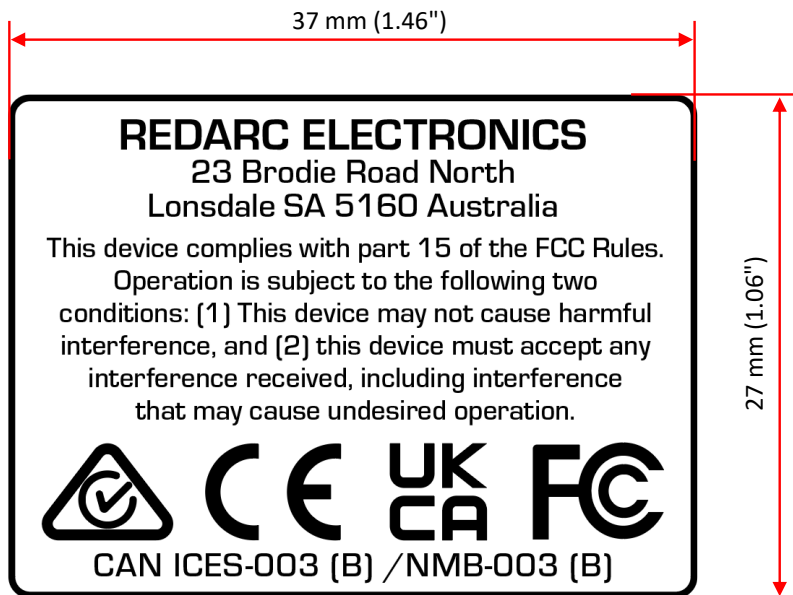 37 mm (1.46")
REDARC ELECTRONICS
23 Brodie Road North
Lonsdale SA 5160 Australia
This device complies with part 15 of the FCC Rules.
Operation is subject to the following two
conditions: (1) This device may not cause harmful
interference, and (2) this device must accept any
interference received, including interference
that may cause undesired operation.
CE UK CA FC
CAN ICES-003 (B) /NMB-003 (B)
27 mm (1.06")